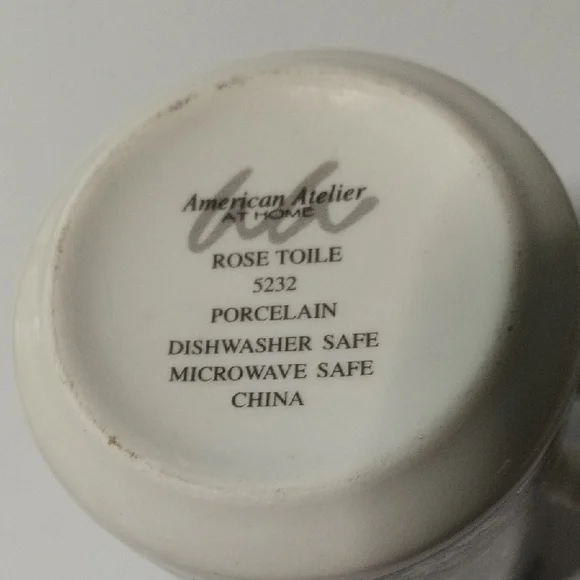 American Atelier
AT HOME
ROSE TOILE
5232
PORCELAIN
DISHWASHER SAFE
MICROWAVE SAFE
CHINA